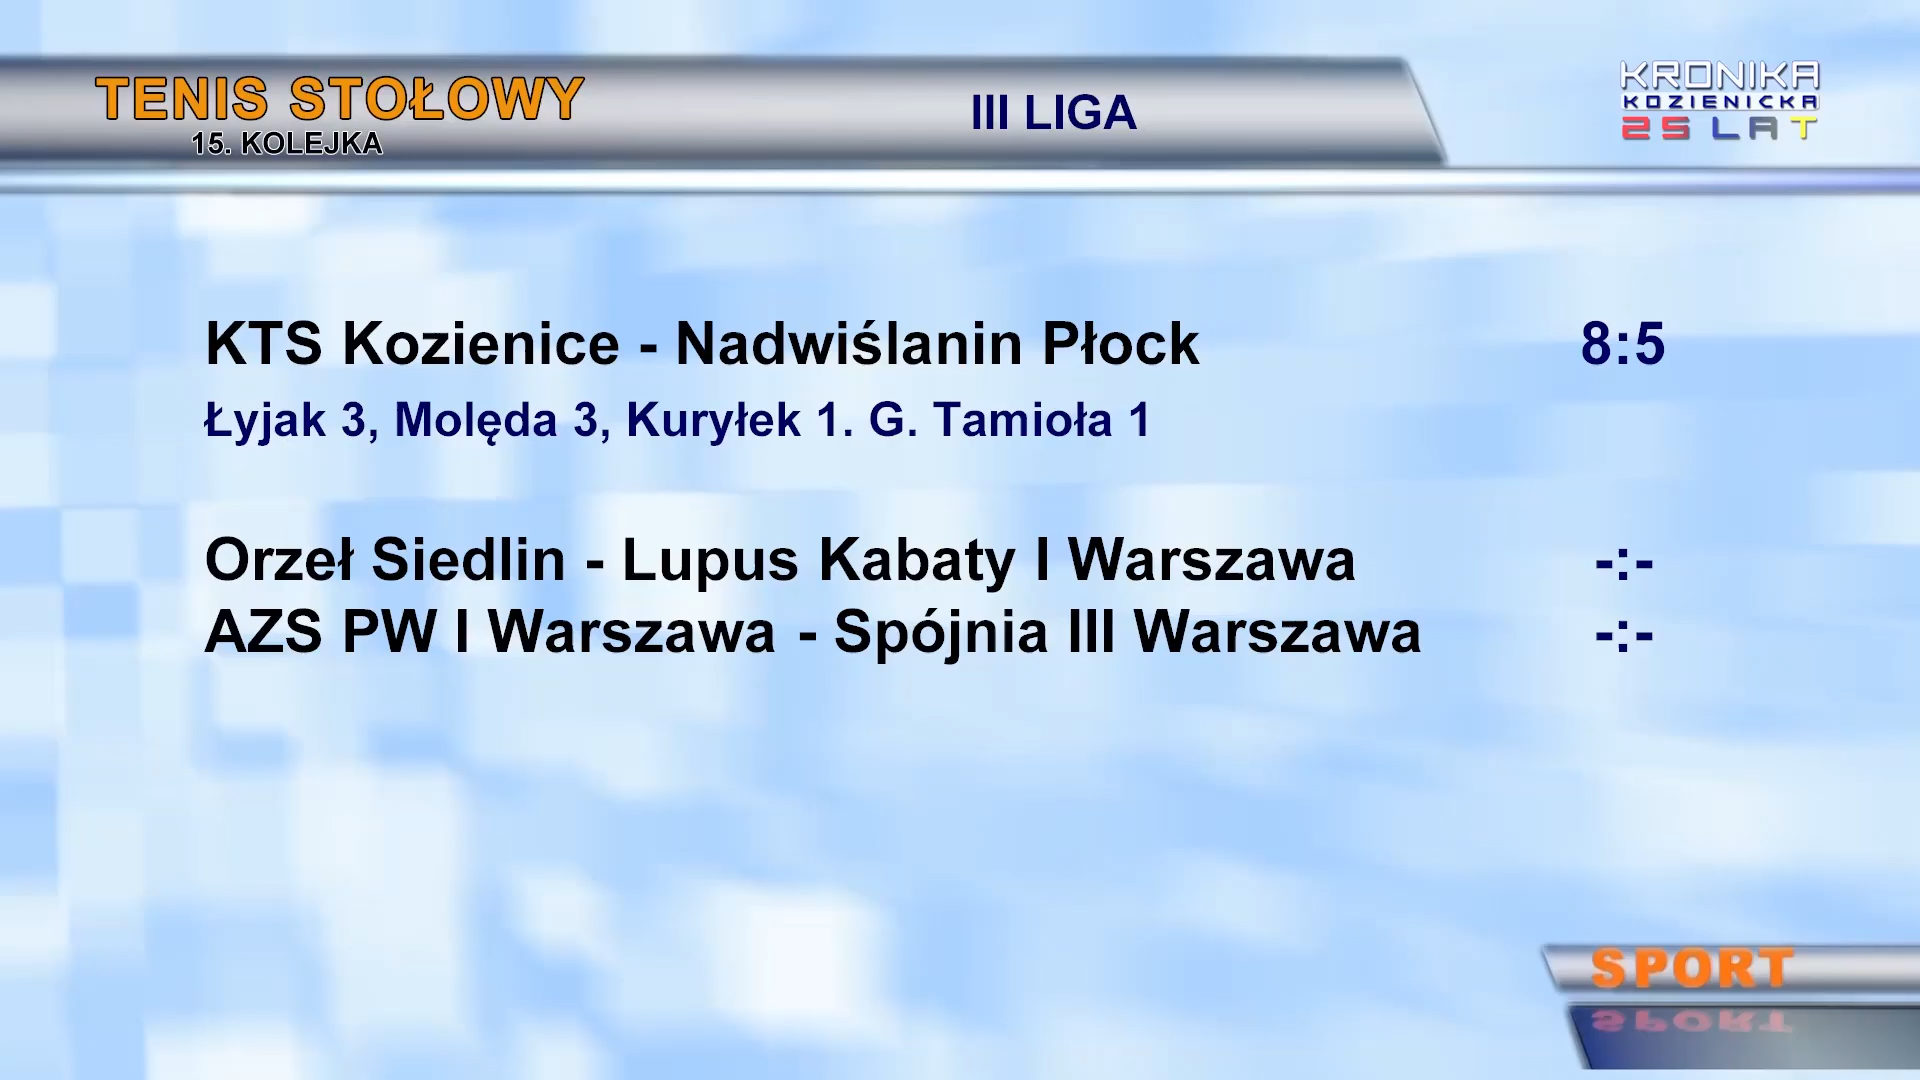 TENIS STOŁOWY
15. KOLEJKA
III LIGA
KRONIKA
KOZIENICKA
25 LAT
KTS Kozienice - Nadwiślanin Płock 8:5
Łyjak 3, Molęda 3, Kuryłek 1. G. Tamioła 1
Orzeł Siedlin - Lupus Kabaty I Warszawa -:-
AZS PW I Warszawa - Spójnia III Warszawa -:-
SPORT